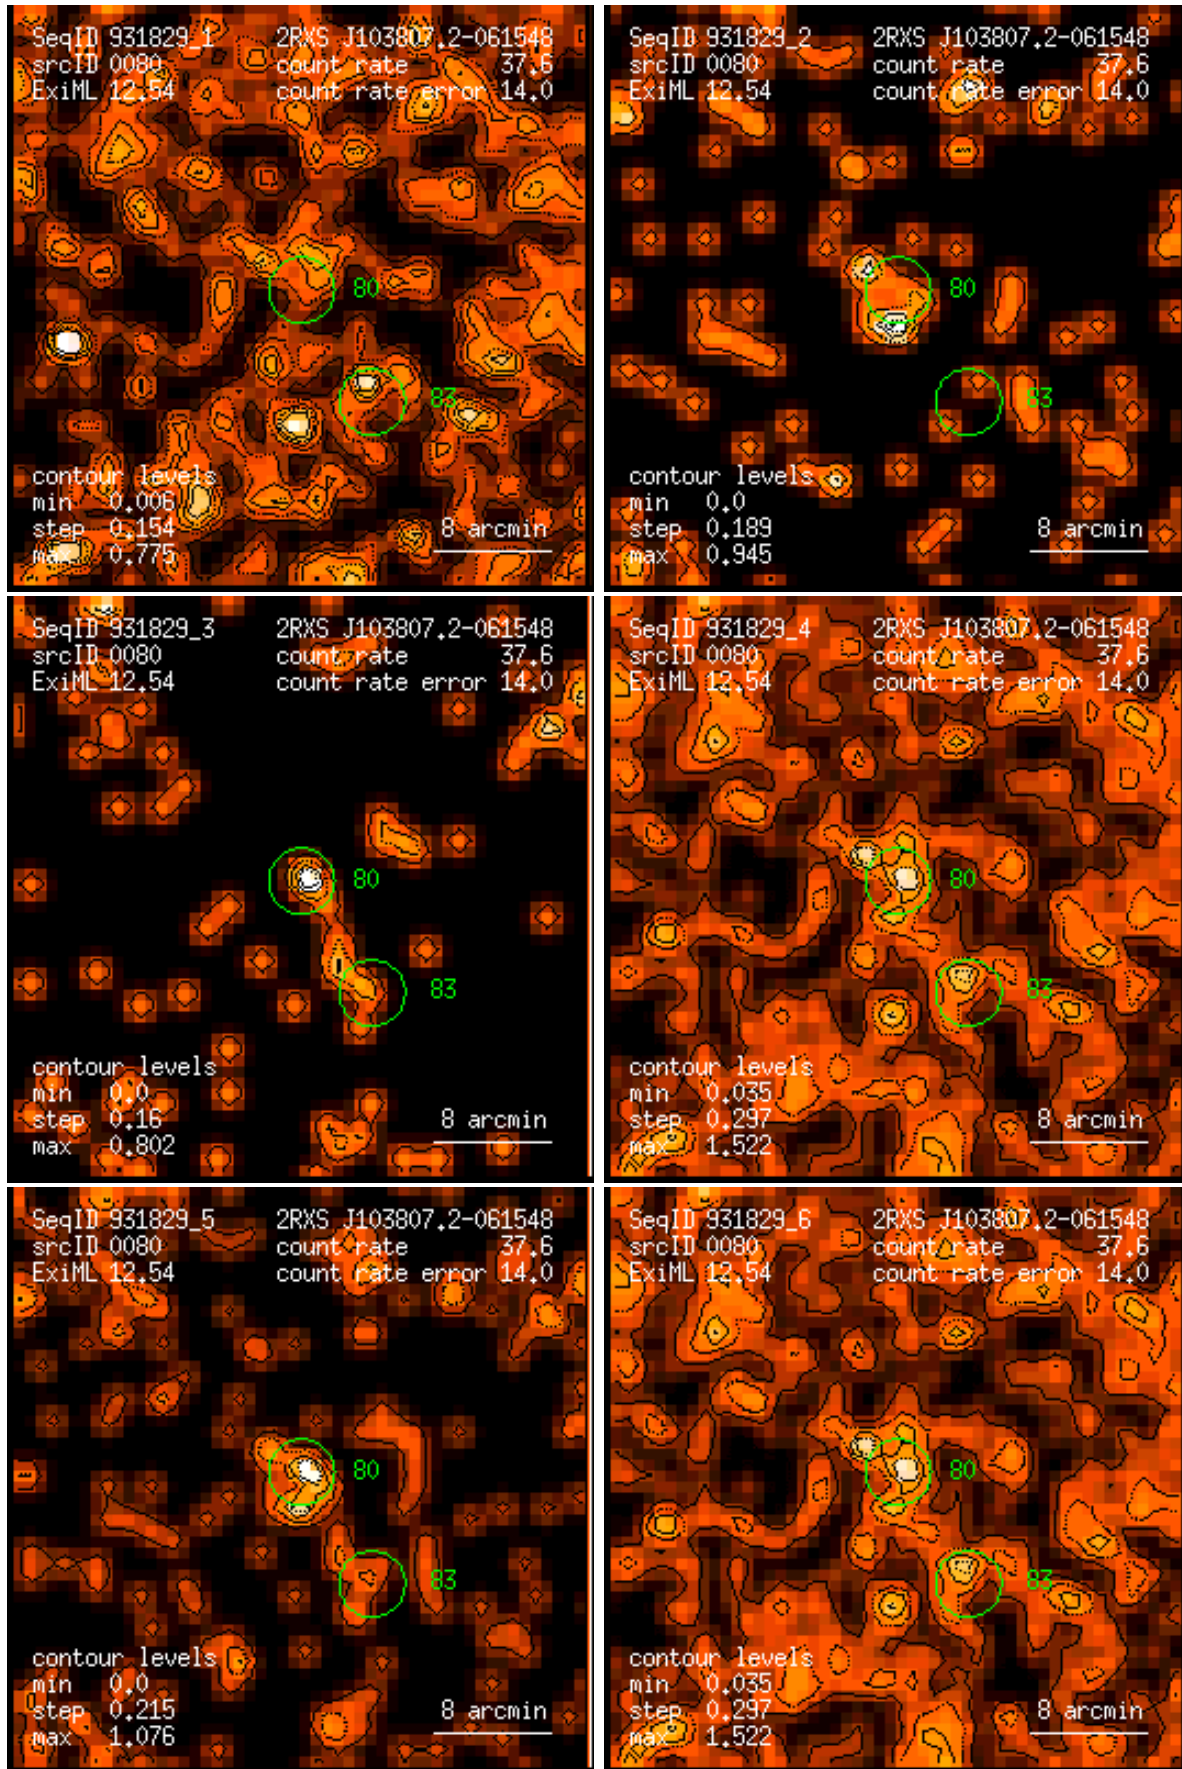 SeqID 931829_1 2RXS J103807.2-061548
srcID 0080 count rate 37.6
ExiML 12.54 count rate error 14.0
80
83
contour levels
min 0.006
step 0.154 8 arcmin
max 0.775
SeqID 931829_2 2RXS J103807.2-061548
srcID 0080 count rate 37.6
ExiML 12.54 count rate error 14.0
80
83
contour levels
min 0.0
step 0.189 8 arcmin
max 0.945
SeqID 931829_3 2RXS J103807.2-061548
srcID 0080 count rate 37.6
ExiML 12.54 count rate error 14.0
80
83
contour levels
min 0.0
step 0.16 8 arcmin
max 0.802
SeqID 931829_4 2RXS J103807.2-061548
srcID 0080 count rate 37.6
ExiML 12.54 count rate error 14.0
80
83
contour levels
min 0.035
step 0.297 8 arcmin
max 1.522
SeqID 931829_5 2RXS J103807.2-061548
srcID 0080 count rate 37.6
ExiML 12.54 count rate error 14.0
80
83
contour levels
min 0.0
step 0.215 8 arcmin
max 1.076
SeqID 931829_6 2RXS J103807.2-061548
srcID 0080 count rate 37.6
ExiML 12.54 count rate error 14.0
80
83
contour levels
min 0.035
step 0.297 8 arcmin
max 1.522